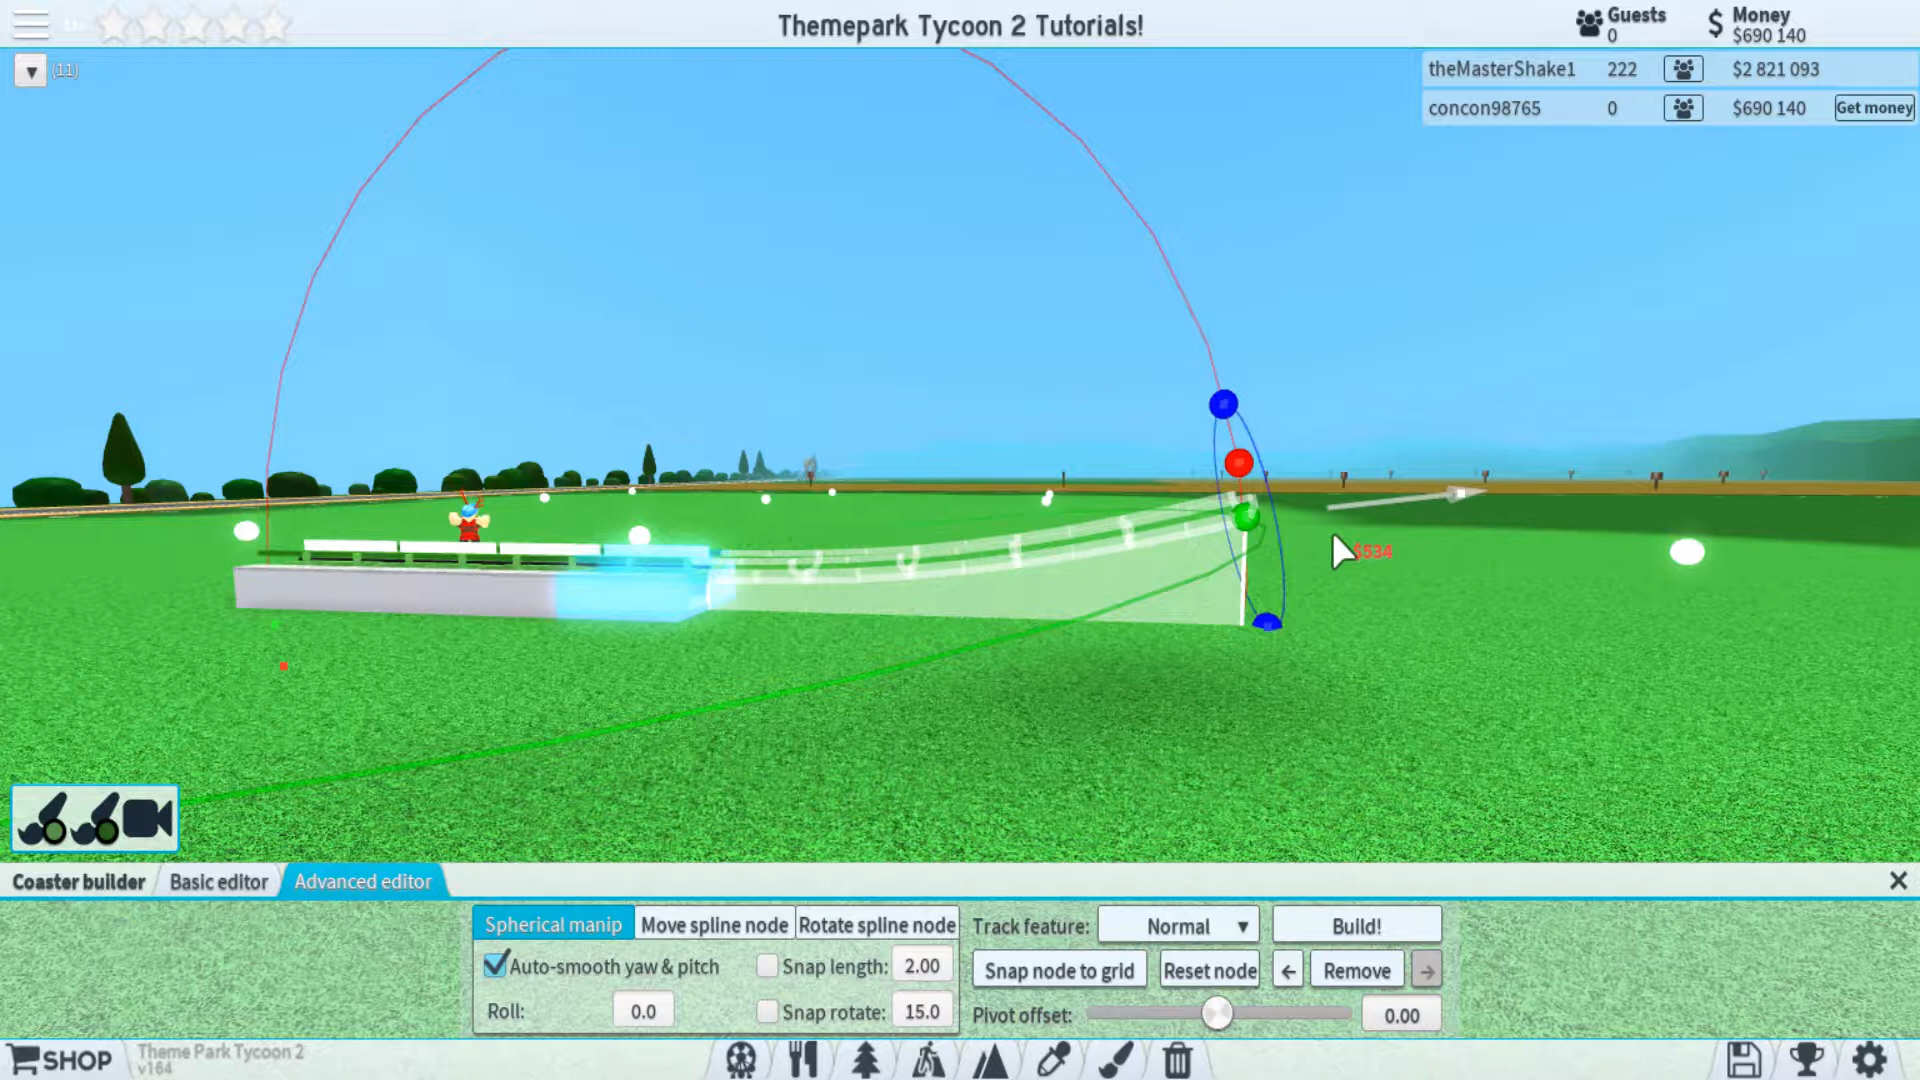 Themepark Tycoon 2 Tutorials!
Guests
0
Money
$690 140
(11)
theMasterShake1 222 $2 821 093
concon98765 0 $690 140 Get money
$534
Coaster builder Basic editor Advanced editor
Spherical manip Move spline node Rotate spline node Track feature: Normal Build!
Auto-smooth yaw & pitch Snap length: 2.00 Snap node to grid Reset node Remove
Roll: 0.0 Snap rotate: 15.0 Pivot offset: 0.00
SHOP
Theme Park Tycoon 2
v164